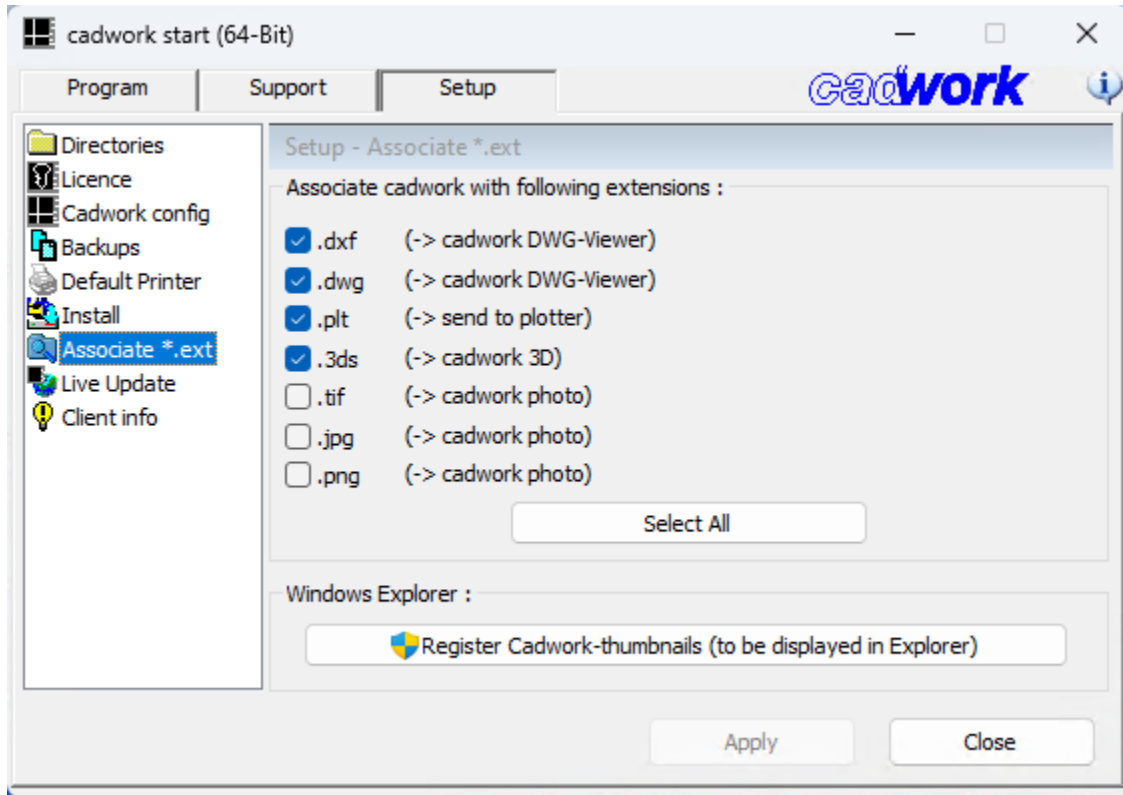 cadwork start (64-Bit)
Program Support Setup cadwork i
Directories
Licence
Cadwork config
Backups
Default Printer
Install
Associate *.ext
Live Update
Client info
Setup - Associate *.ext
Associate cadwork with following extensions :
.dxf (-> cadwork DWG-Viewer)
.dwg (-> cadwork DWG-Viewer)
.plt (-> send to plotter)
.3ds (-> cadwork 3D)
.tif (-> cadwork photo)
.jpg (-> cadwork photo)
.png (-> cadwork photo)
Select All
Windows Explorer :
Register Cadwork-thumbnails (to be displayed in Explorer)
Apply Close